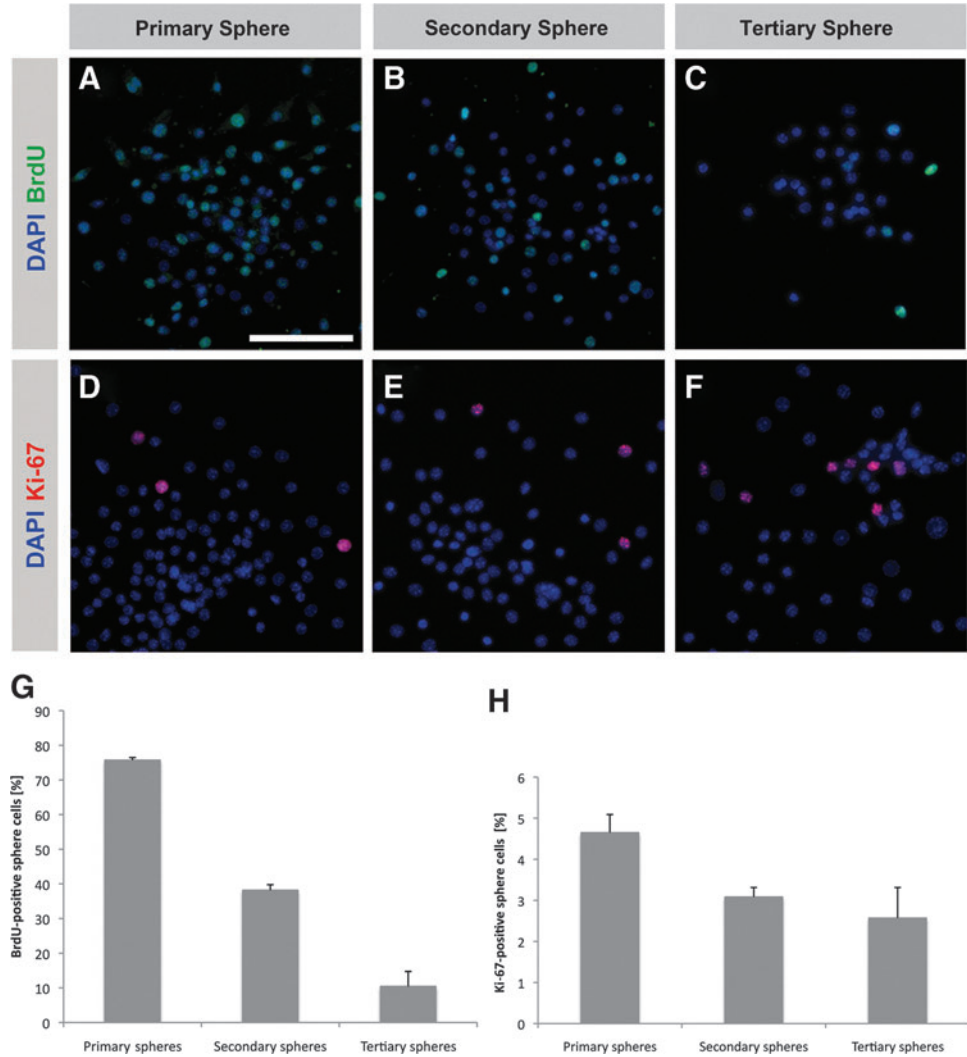 Primary Sphere
Secondary Sphere
Tertiary Sphere
DAPI BrdU
A
B
C
DAPI Ki-67
D
E
F
G
BrdU-positive sphere cells [%]
90
80
70
60
50
40
30
20
10
0
Primary spheres
Secondary spheres
Tertiary spheres
H
Ki-67-positive sphere cells [%]
6
5
4
3
2
1
0
Primary spheres
Secondary spheres
Tertiary spheres